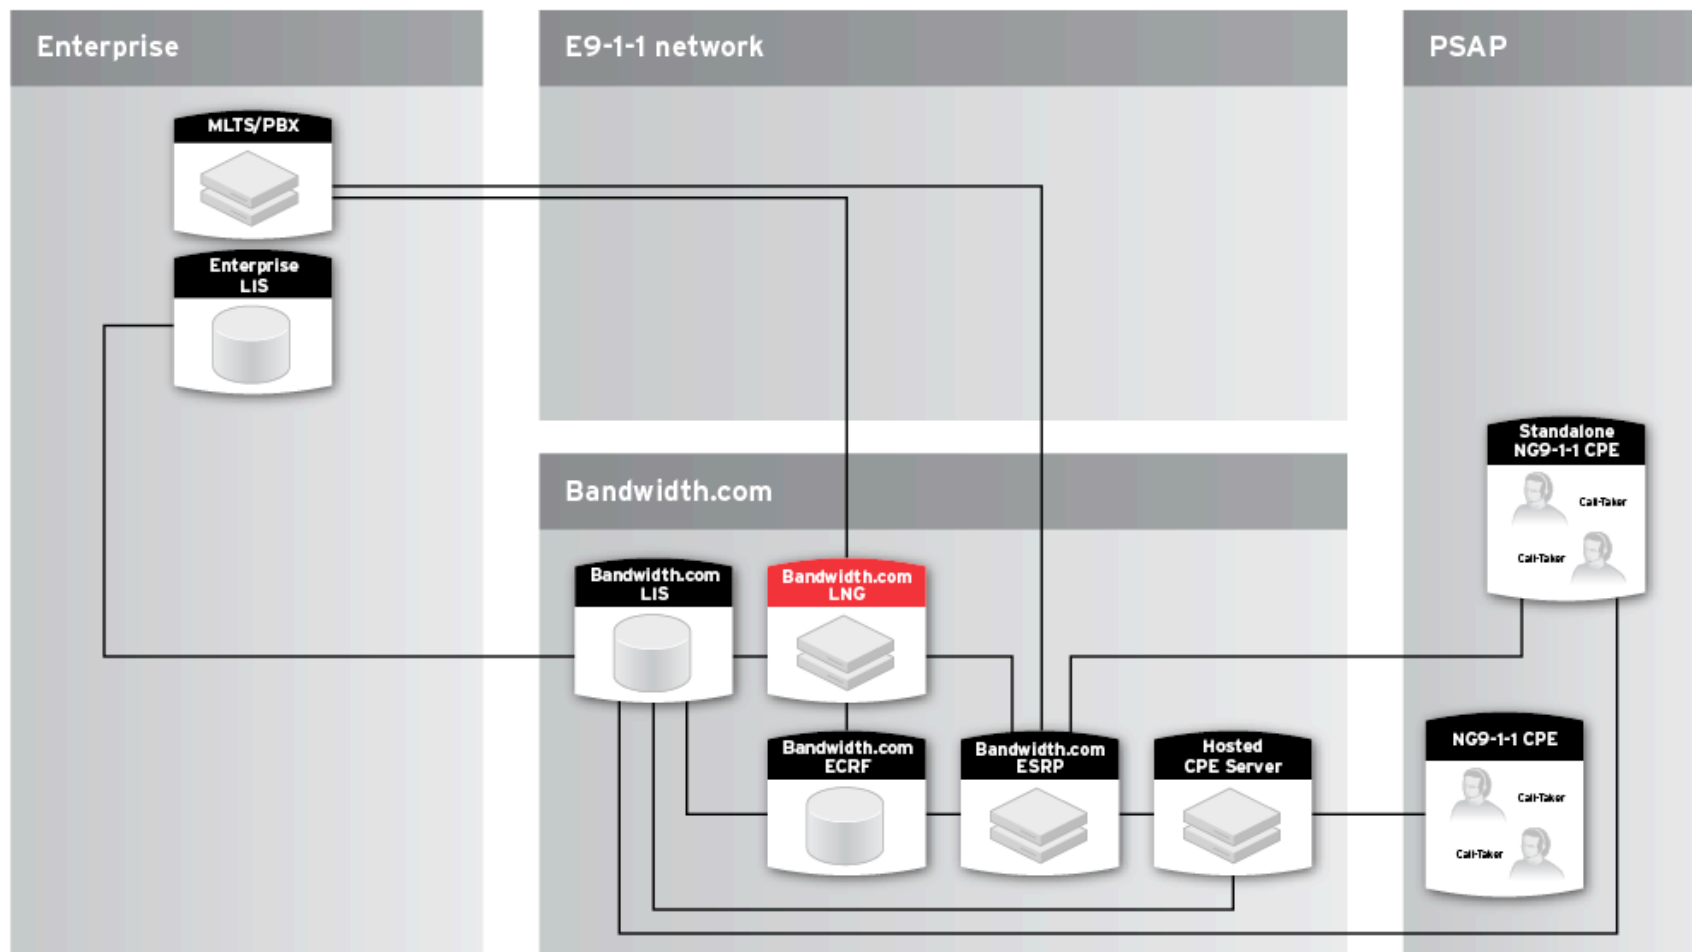 Enterprise
E9-1-1 network
PSAP
MLTS/PBX
Enterprise
LIS
Standalone
NG9-1-1 CPE
Call-Taker
Call-Taker
Bandwidth.com
Bandwidth.com
LIS
Bandwidth.com
LNG
Bandwidth.com
ECRF
Bandwidth.com
ESRP
Hosted
CPE Server
NG9-1-1 CPE
Call-Taker
Call-Taker